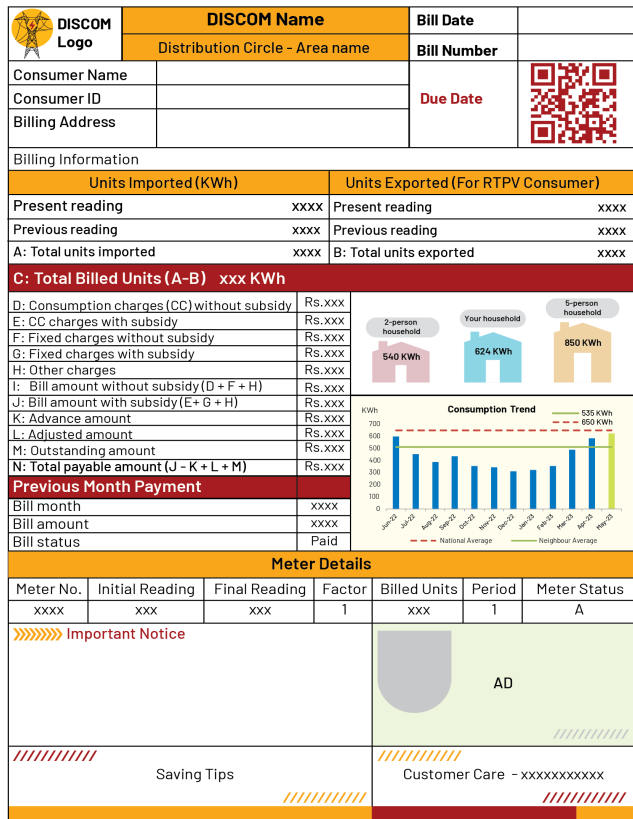 DISCOM
Logo
DISCOM Name
Distribution Circle - Area name
Bill Date
Bill Number
Consumer Name
Consumer ID
Billing Address
Due Date
Billing Information
Units Imported (KWh)
Units Exported (For RTPV Consumer)
Present reading xxxx
Present reading xxxx
Previous reading xxxx
Previous reading xxxx
A: Total units imported xxxx
B: Total units exported xxxx
C: Total Billed Units (A-B) xxx KWh
D: Consumption charges (CC) without subsidy Rs.xxx
E: CC charges with subsidy Rs.xxx
F: Fixed charges without subsidy Rs.xxx
G: Fixed charges with subsidy Rs.xxx
H: Other charges Rs.xxx
I: Bill amount without subsidy (D + F + H) Rs.xxx
J: Bill amount with subsidy (E+ G + H) Rs.xxx
K: Advance amount Rs.xxx
L: Adjusted amount Rs.xxx
M: Outstanding amount Rs.xxx
N: Total payable amount (J - K + L + M) Rs.xxx
2-person
household
540 KWh
Your household
624 KWh
5-person
household
850 KWh
KWh
Consumption Trend
535 KWh
650 KWh
700
600
500
400
300
200
100
0
Jun-22 Jul-22 Aug-22 Sep-22 Oct-22 Nov-22 Dec-22 Jan-23 Feb-23 Mar-23 Apr-23 May-23
National Average
Neighbour Average
Previous Month Payment
Bill month xxxx
Bill amount xxxx
Bill status Paid
Meter Details
Meter No. Initial Reading Final Reading Factor Billed Units Period Meter Status
xxxx xxx xxx 1 xxx 1 A
Important Notice
AD
Saving Tips
Customer Care - xxxxxxxxxxx